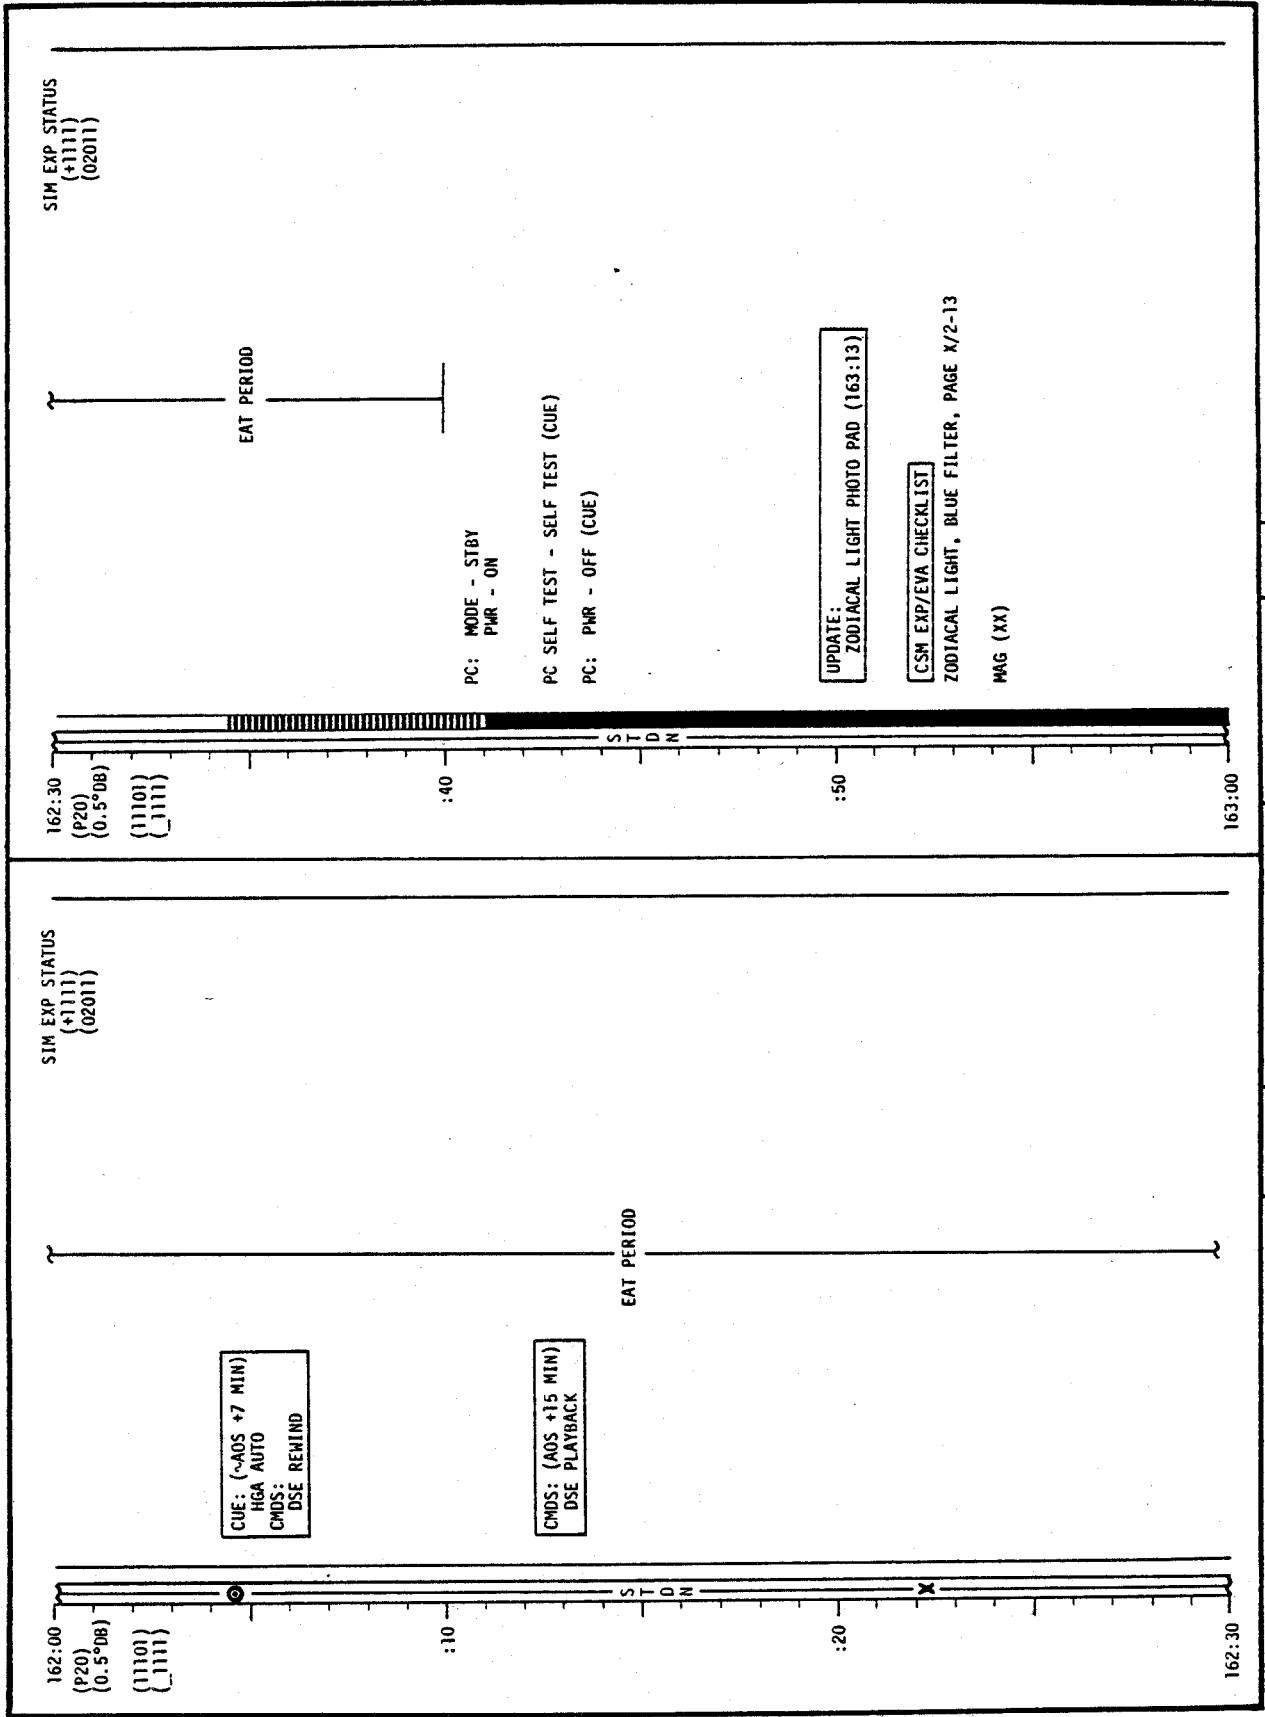 162:00
(P20)
(0.5°DB)
(11101)
(_1111)
SIM EXP STATUS
(+1111)
(02011)
CUE: (~AOS +7 MIN)
HGA AUTO
CMDS:
DSE REWIND
:10
CMDS: (AOS +15 MIN)
DSE PLAYBACK
EAT PERIOD
S
T
D
N
:20
X
162:30
162:30
(P20)
(0.5°DB)
(11101)
(_1111)
SIM EXP STATUS
(+1111)
(02011)
EAT PERIOD
:40
PC: MODE - STBY
PWR - ON
PC SELF TEST - SELF TEST (CUE)
PC: PWR - OFF (CUE)
S
T
D
N
:50
UPDATE:
ZODIACAL LIGHT PHOTO PAD (163:13)
CSM EXP/EVA CHECKLIST
ZODIACAL LIGHT, BLUE FILTER, PAGE X/2-13
MAG (XX)
163:00